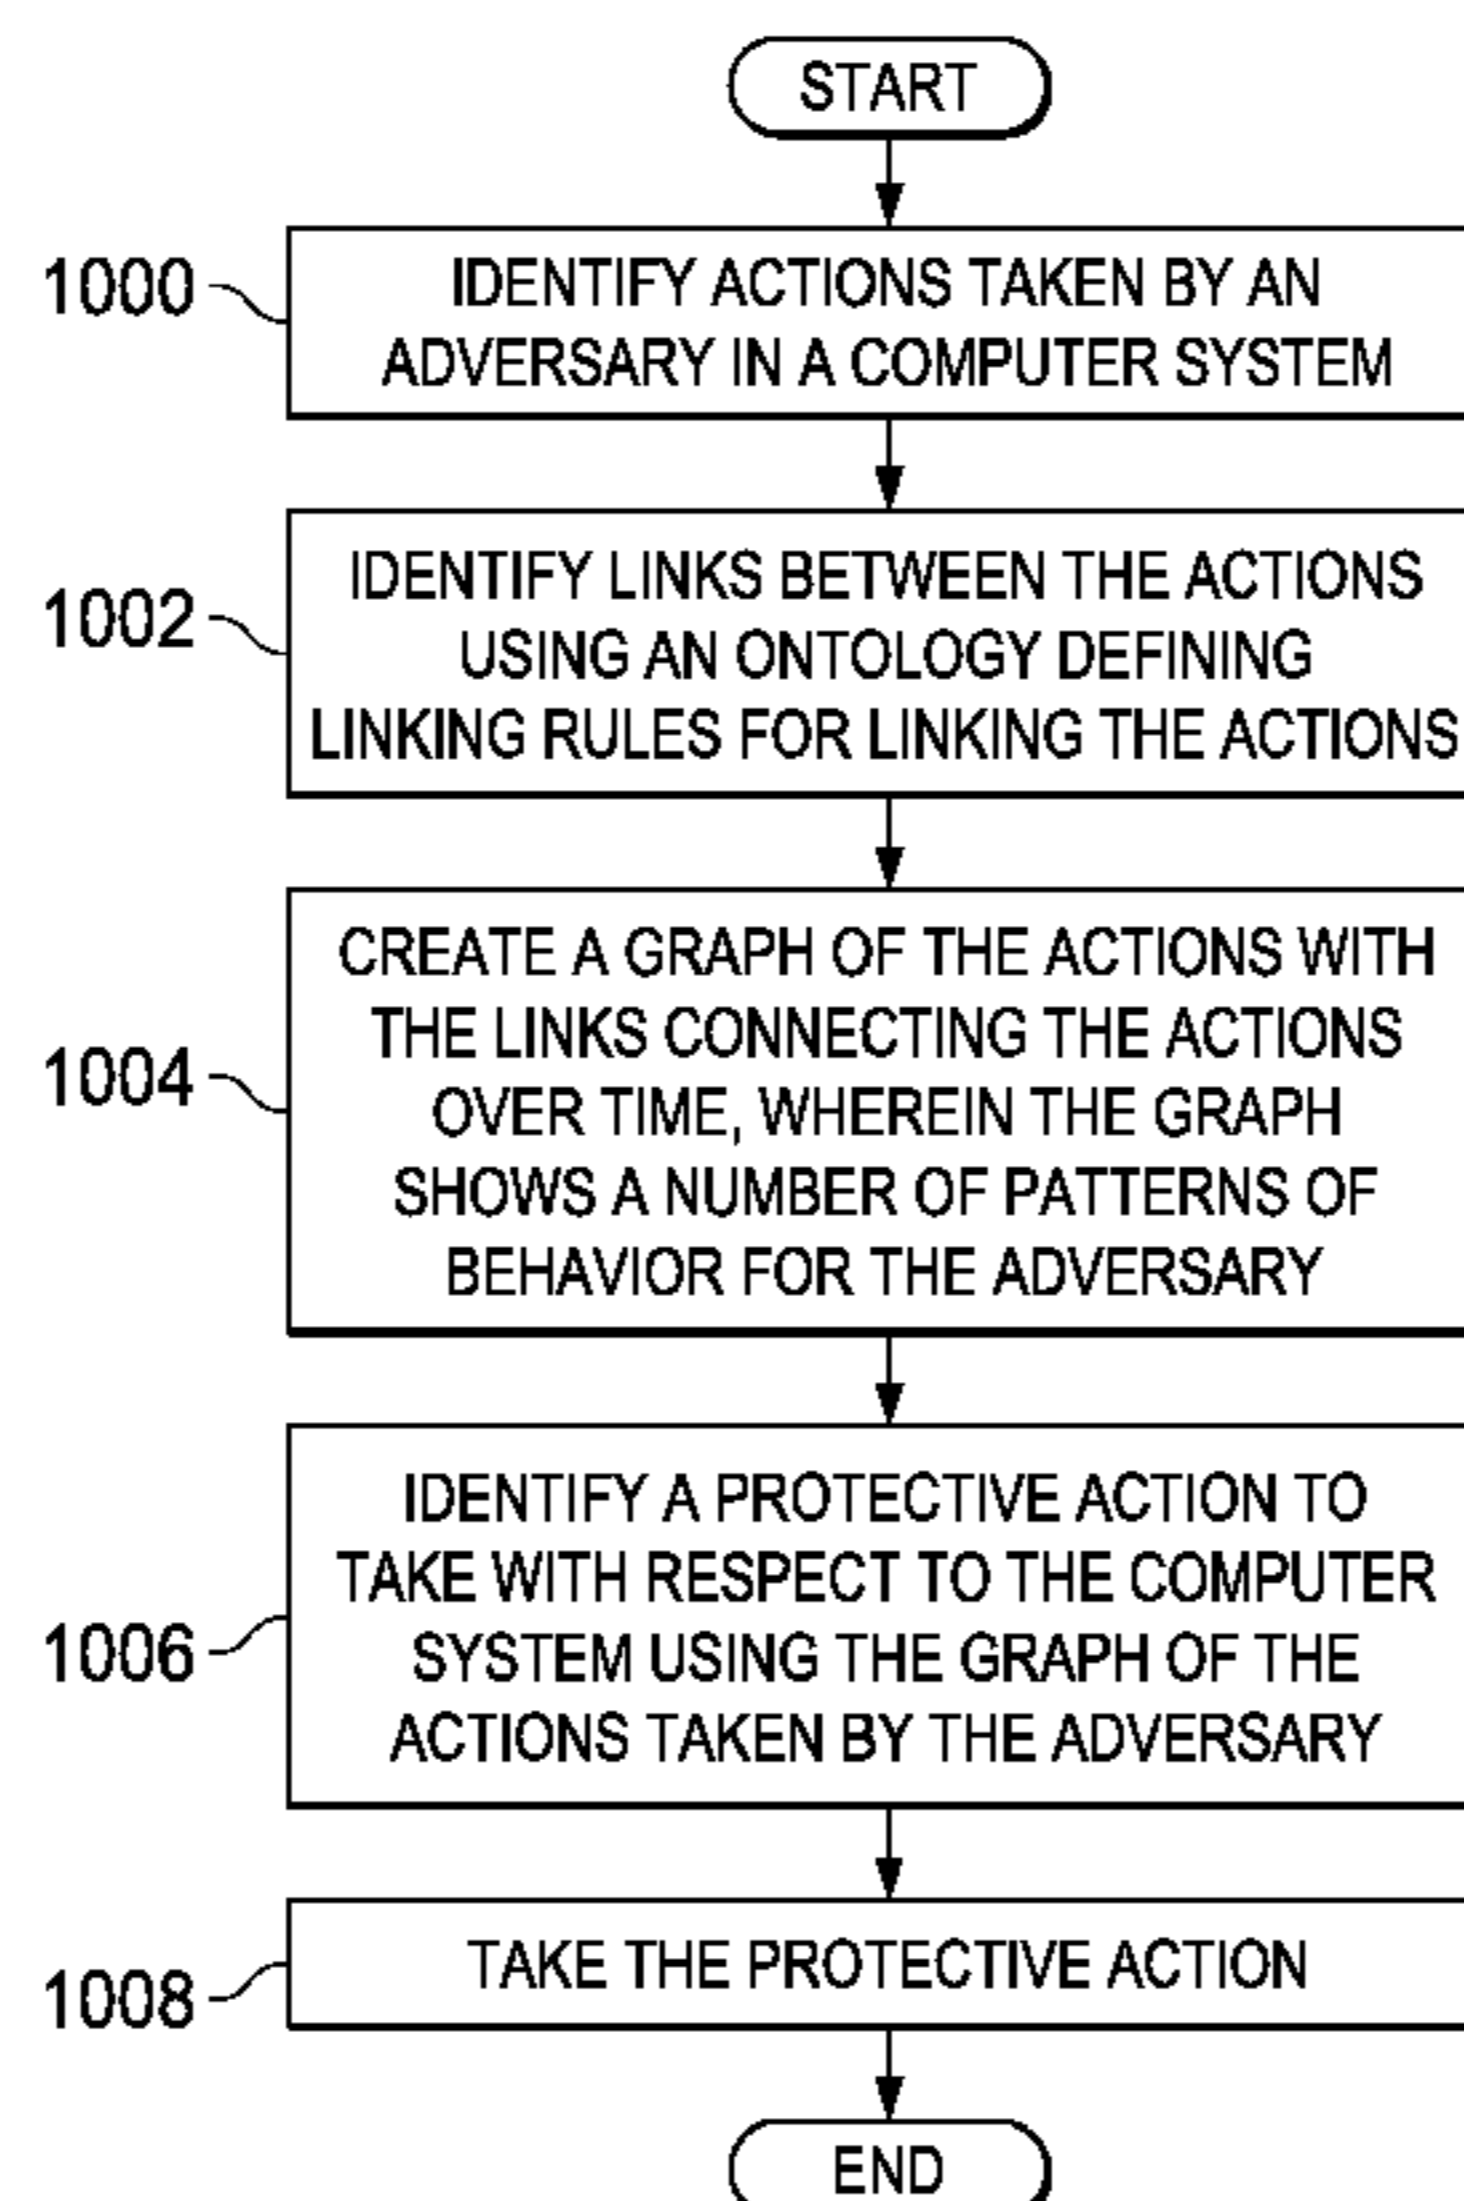 START
1000
IDENTIFY ACTIONS TAKEN BY AN
ADVERSARY IN A COMPUTER SYSTEM
1002
IDENTIFY LINKS BETWEEN THE ACTIONS
USING AN ONTOLOGY DEFINING
LINKING RULES FOR LINKING THE ACTIONS
1004
CREATE A GRAPH OF THE ACTIONS WITH
THE LINKS CONNECTING THE ACTIONS
OVER TIME, WHEREIN THE GRAPH
SHOWS A NUMBER OF PATTERNS OF
BEHAVIOR FOR THE ADVERSARY
1006
IDENTIFY A PROTECTIVE ACTION TO
TAKE WITH RESPECT TO THE COMPUTER
SYSTEM USING THE GRAPH OF THE
ACTIONS TAKEN BY THE ADVERSARY
1008
TAKE THE PROTECTIVE ACTION
END